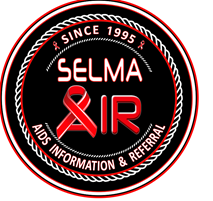 SINCE 1995
SELMA
AIR
AIDS INFORMATION & REFERRAL